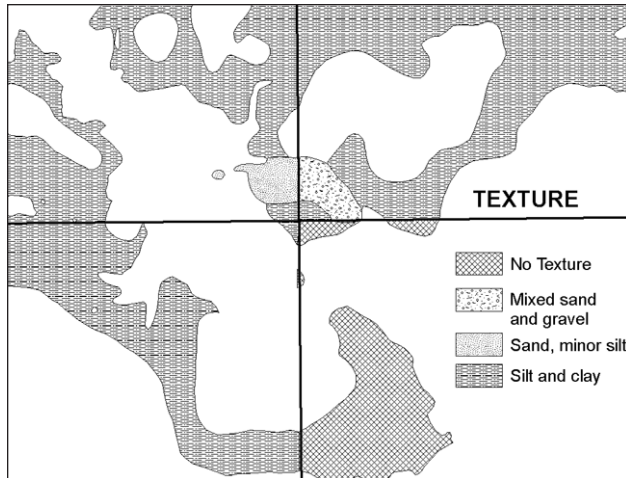 TEXTURE
No Texture
Mixed sand
and gravel
Sand, minor silt
Silt and clay